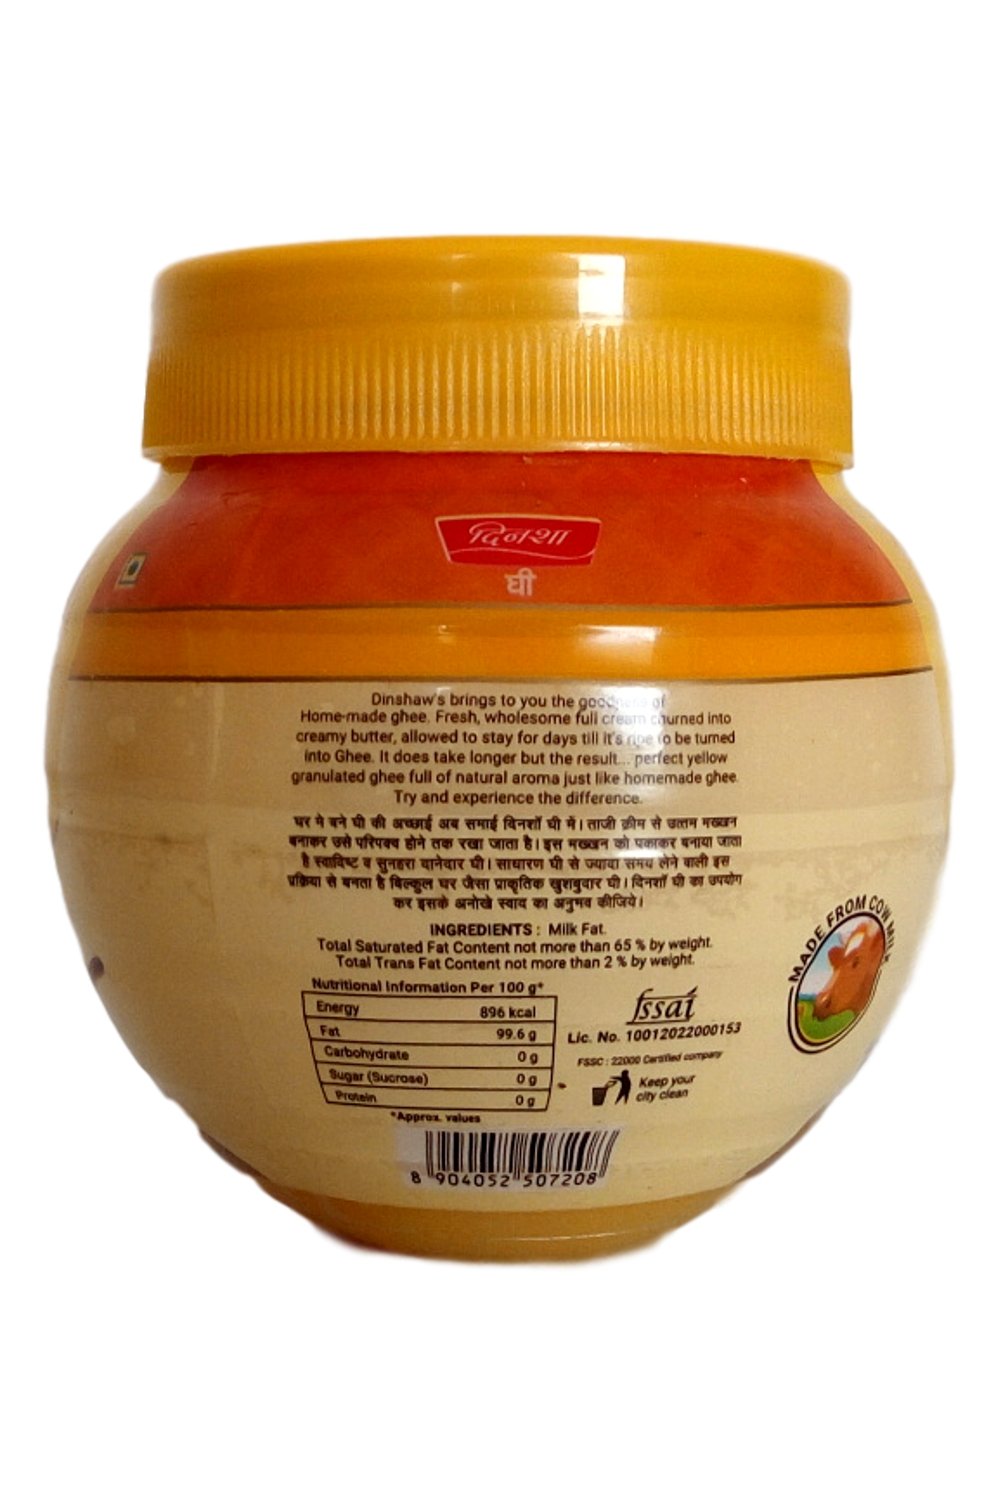 दिनशा
घी
Dinshaw's brings to you the goodness of
Home-made ghee. Fresh, wholesome full cream churned into
creamy butter, allowed to stay for days till it's ripe to be turned
into Ghee. It does take longer but the result... perfect yellow
granulated ghee full of natural aroma just like homemade ghee.
Try and experience the difference.
घर मे बने घी की अच्छाई अब समाई दिनशॉ घी में। ताजी क्रीम से उत्तम मख्खन
बनाकर उसे परिपक्व होने तक रखा जाता है। इस मख्खन को पकाकर बनाया जाता
है स्वादिष्ट व सुनहरा दानेदार घी। साधारण घी से ज्यादा समय लेने वाली इस
प्रक्रिया से बनता है बिल्कुल घर जैसा प्राकृतिक खुशबुदार घी। दिनशॉ घी का उपयोग
कर इसके अनोखे स्वाद का अनुभव कीजिये।
INGREDIENTS : Milk Fat.
Total Saturated Fat Content not more than 65 % by weight.
Total Trans Fat Content not more than 2 % by weight.
Nutritional Information Per 100 g*
Energy 896 kcal
Fat 99.6 g
Carbohydrate 0 g
Sugar (Sucrose) 0 g
Protein 0 g
*Approx. values
fssai
Lic. No. 10012022000153
FSSC : 22000 Certified company
Keep your
city clean
MADE FROM COW MILK
8 904052 507208